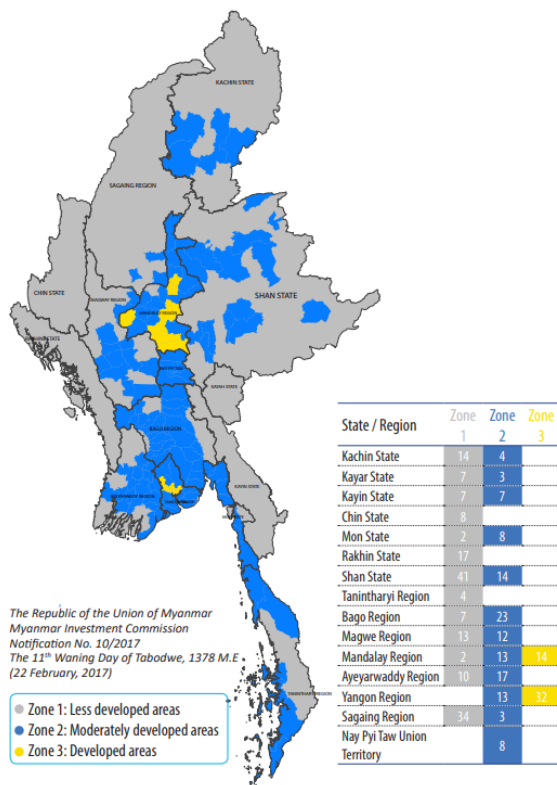 KACHIN STATE
SAGAING REGION
CHIN STATE
SHAN STATE
MANDALAY REGION
KAYAH STATE
BAGO REGION
KAYIN STATE
TANINTHARYI REGION
The Republic of the Union of Myanmar
Myanmar Investment Commission
Notification No. 10/2017
The 11th Waning Day of Tabodwe, 1378 M.E
(22 February, 2017)
Zone 1: Less developed areas
Zone 2: Moderately developed areas
Zone 3: Developed areas
State / Region Zone 1 Zone 2 Zone 3
Kachin State 14 4
Kayar State 7 3
Kayin State 7 7
Chin State 8
Mon State 2 8
Rakhin State 17
Shan State 41 14
Tanintharyi Region 4
Bago Region 7 23
Magwe Region 13 12
Mandalay Region 2 13 14
Ayeyarwaddy Region 10 17
Yangon Region 13 32
Sagaing Region 34 3
Nay Pyi Taw Union
Territory 8